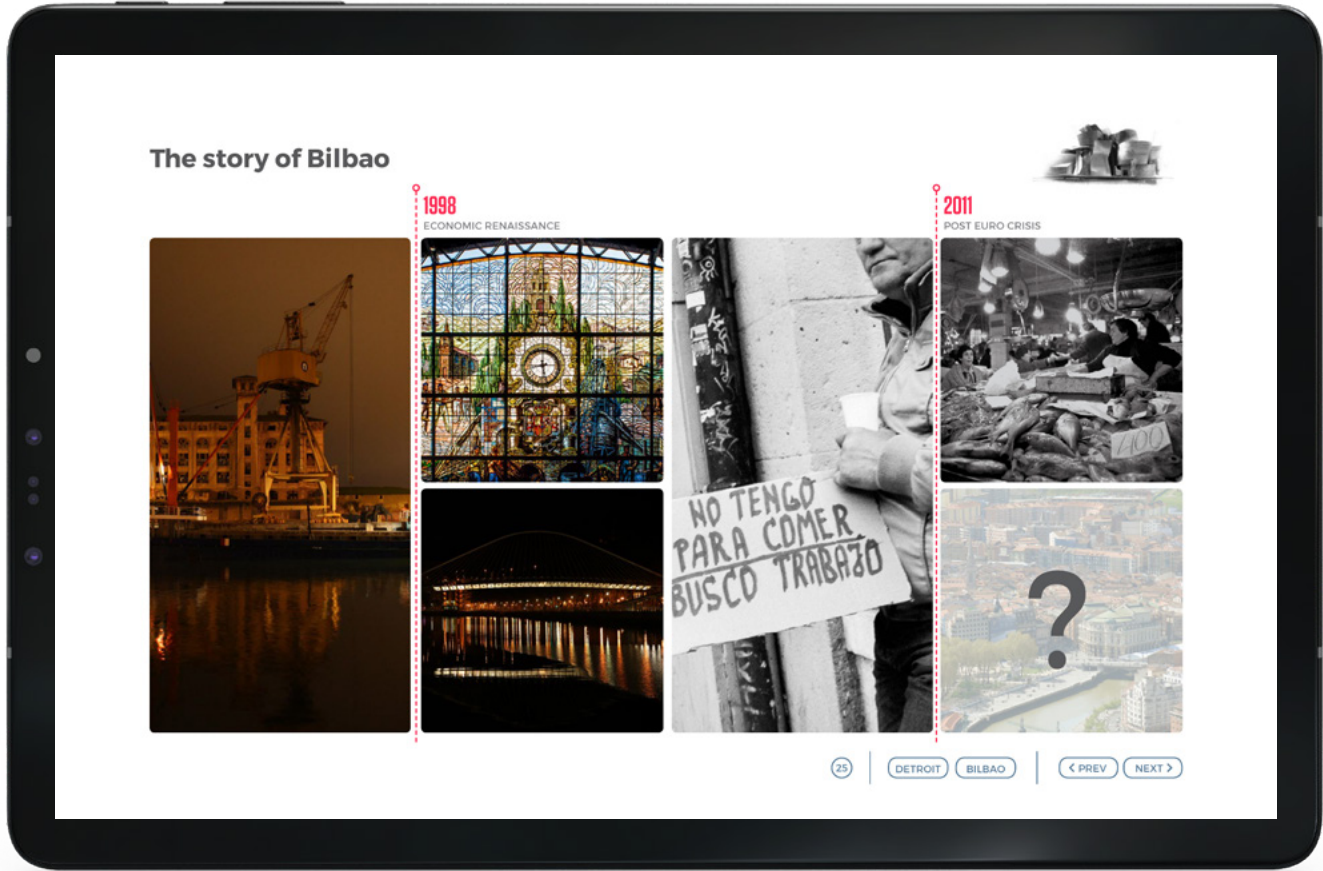 The story of Bilbao
1998
ECONOMIC RENAISSANCE
2011
POST EURO CRISIS
NO TENGO
PARA COMER
BUSCO TRABAJO
400
?
25
DETROIT
BILBAO
< PREV
NEXT >